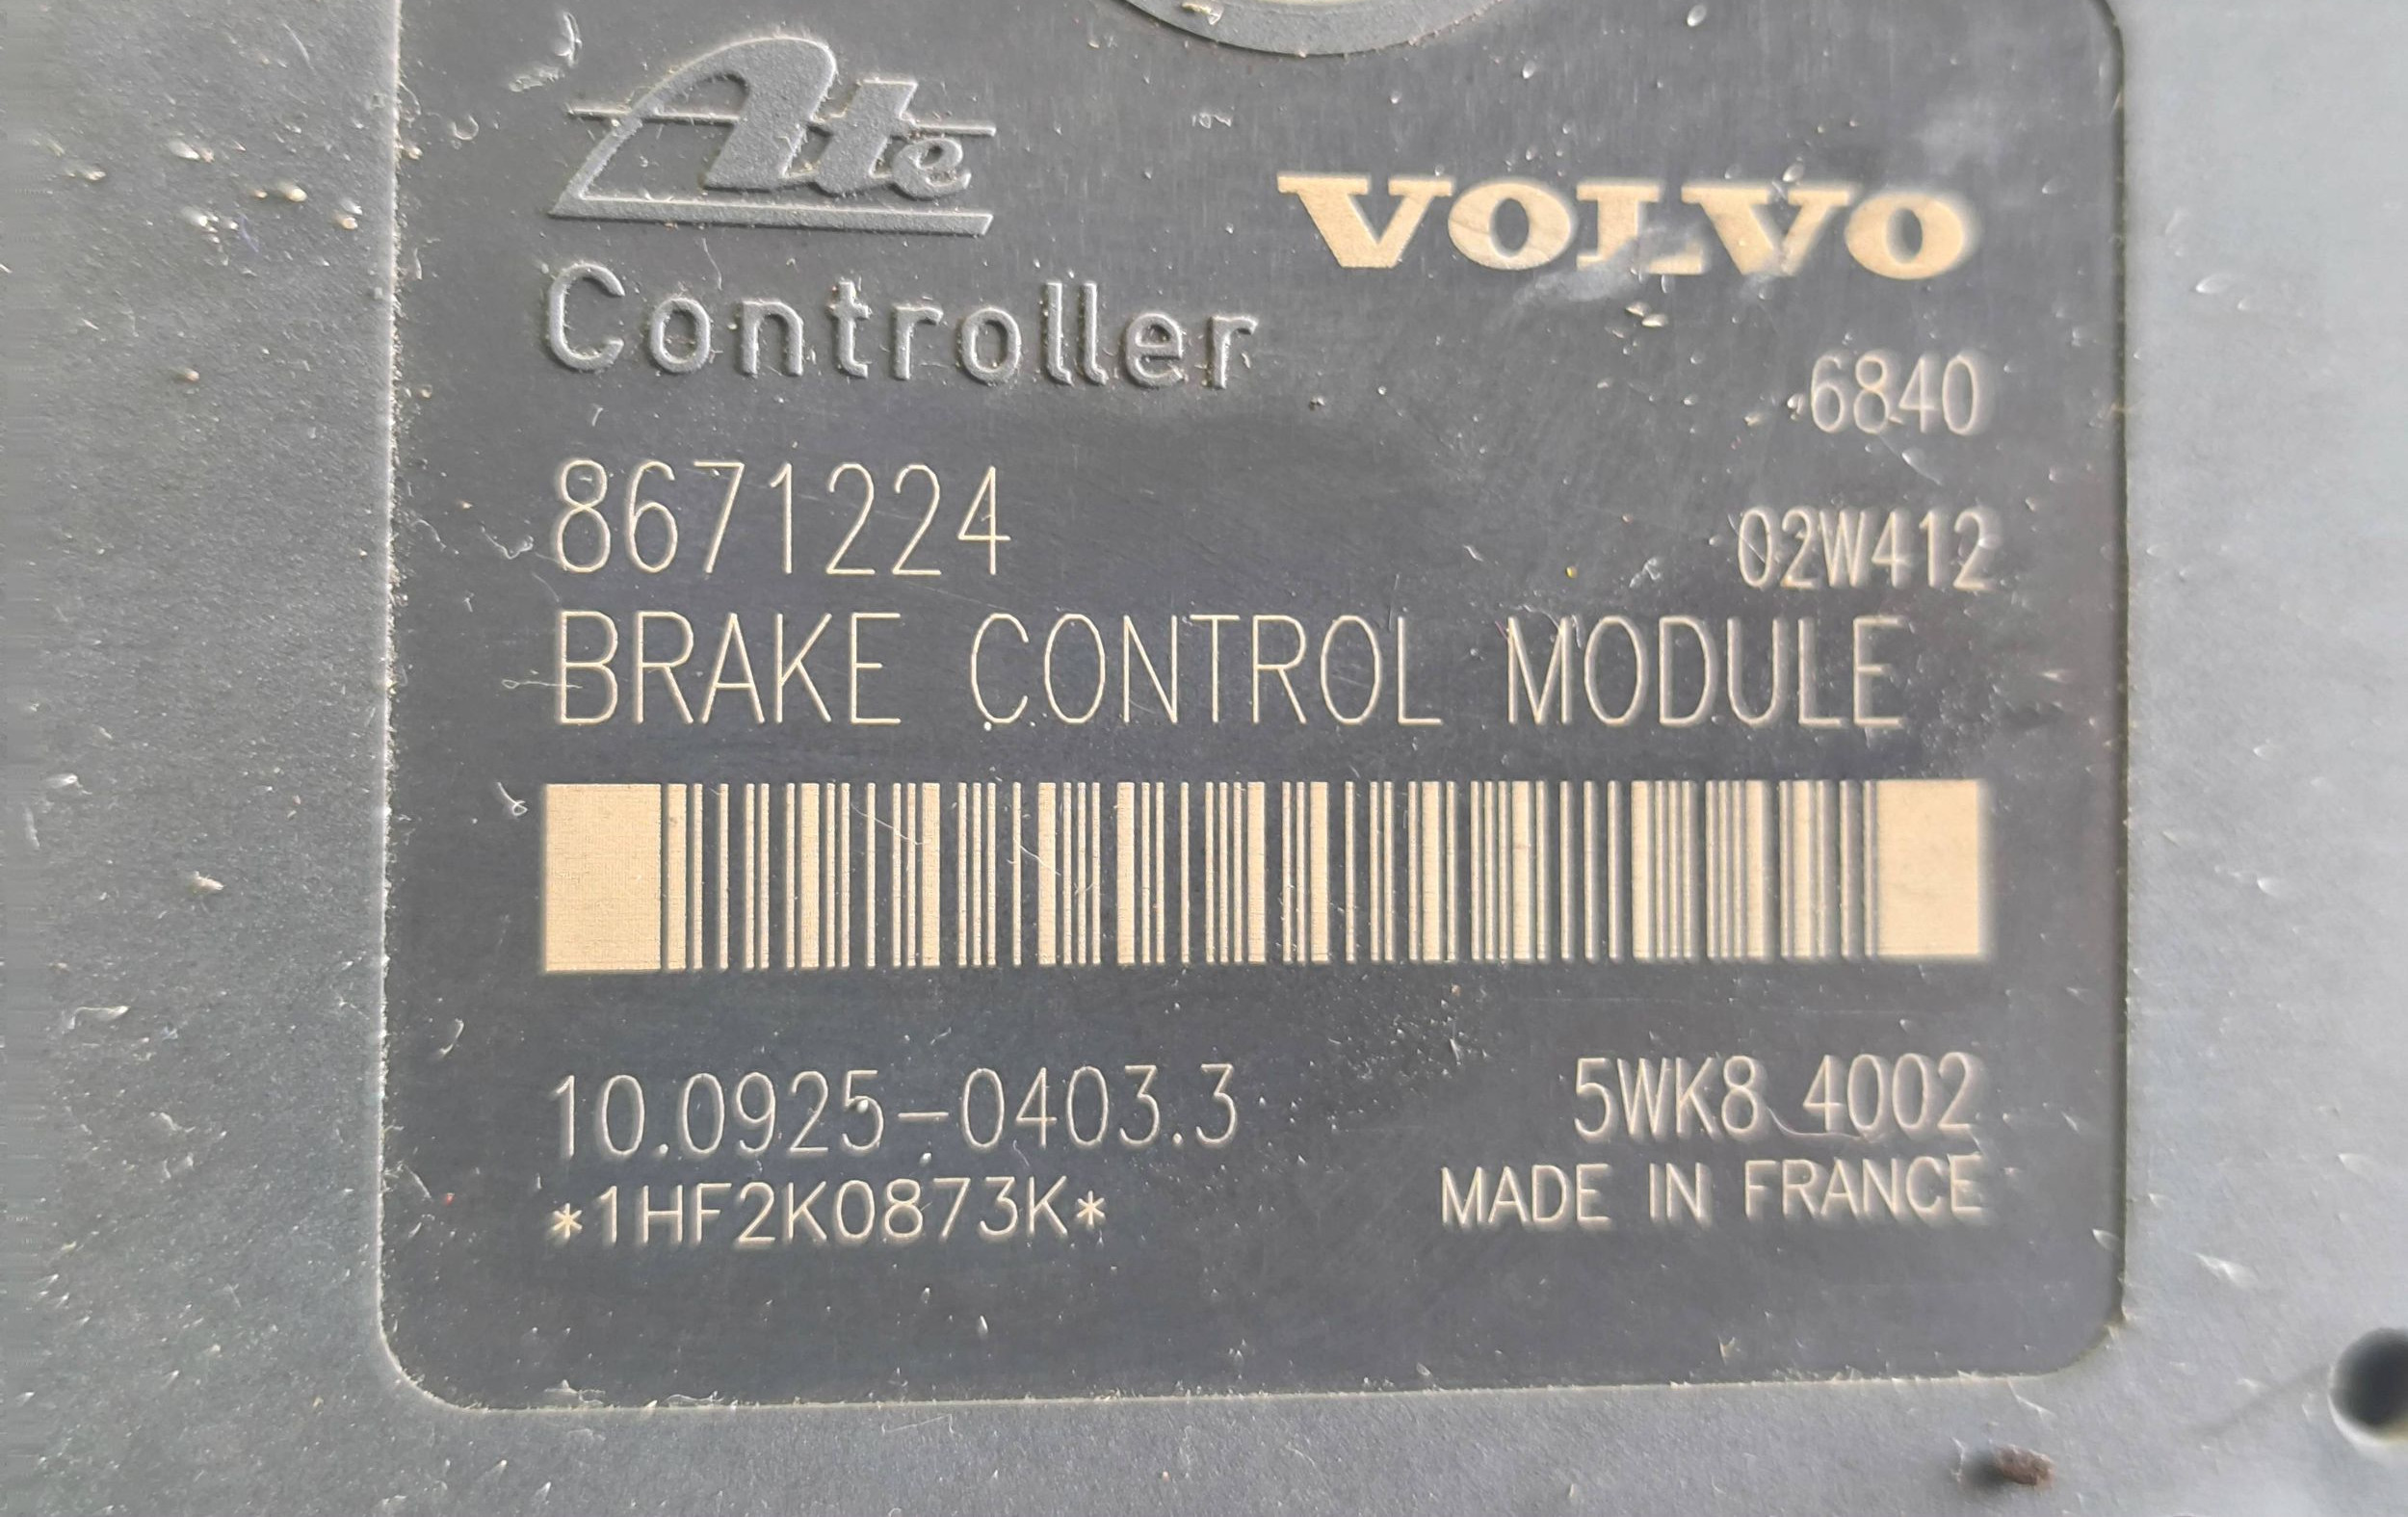 Ate
VOLVO
Controller
6840
8671224
02W412
BRAKE CONTROL MODULE
10.0925-0403.3
5WK8 4002
*1HF2K0873K*
MADE IN FRANCE